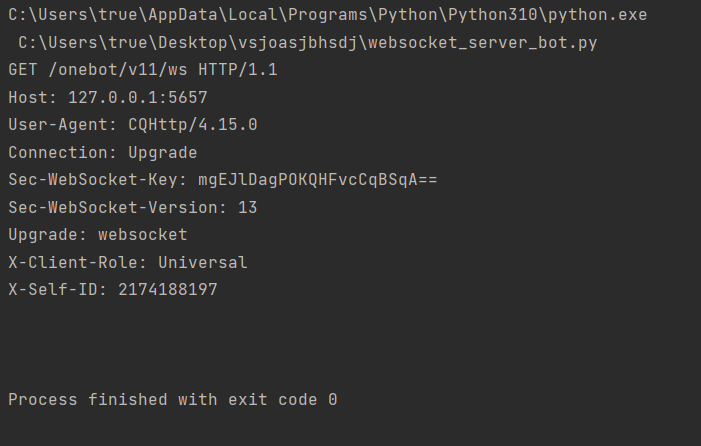 C:\Users\true\AppData\Local\Programs\Python\Python310\python.exe
C:\Users\true\Desktop\vsjoasjbhsdj\websocket_server_bot.py
GET /onebot/v11/ws HTTP/1.1
Host: 127.0.0.1:5657
User-Agent: CQHttp/4.15.0
Connection: Upgrade
Sec-WebSocket-Key: mgEJlDagPOKQHFvcCqBSqA==
Sec-WebSocket-Version: 13
Upgrade: websocket
X-Client-Role: Universal
X-Self-ID: 2174188197
Process finished with exit code 0